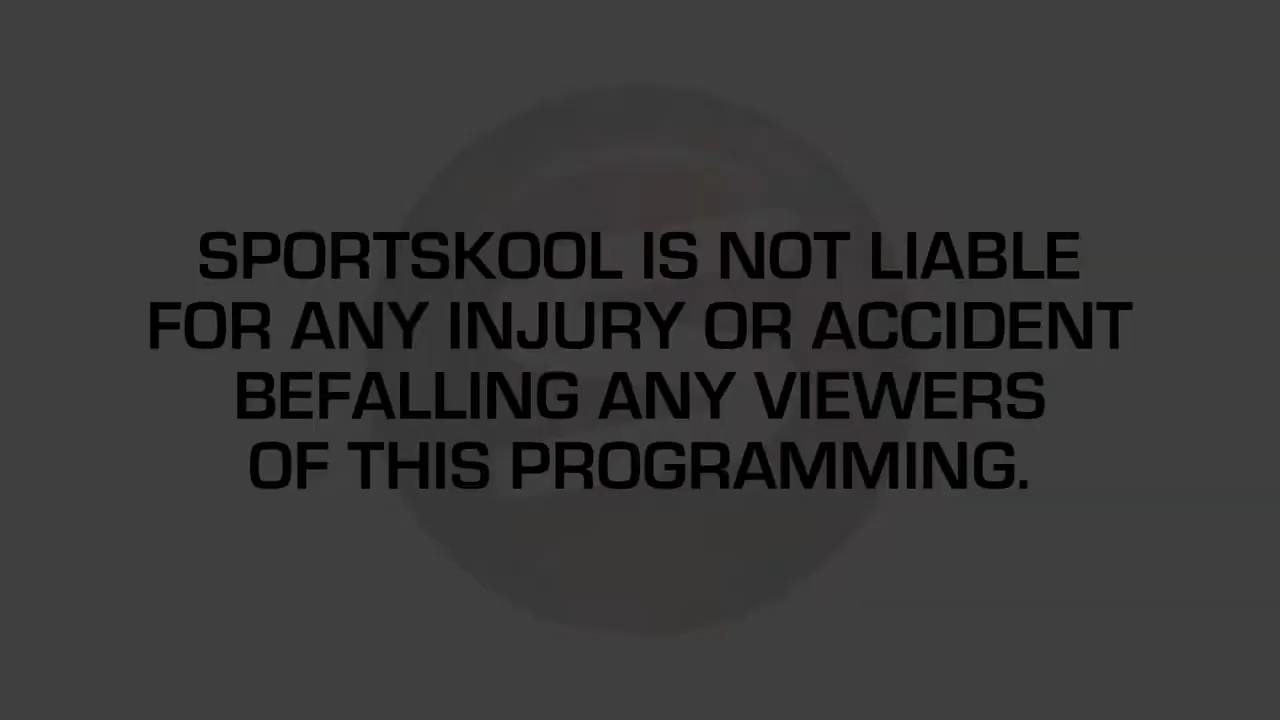 SPORTSKOOL IS NOT LIABLE
FOR ANY INJURY OR ACCIDENT
BEFALLING ANY VIEWERS
OF THIS PROGRAMMING.